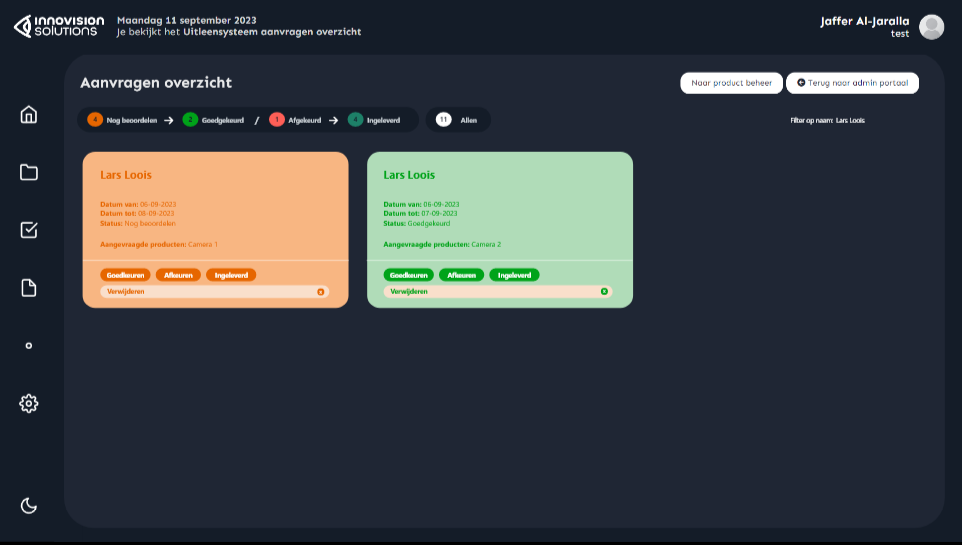 INNOVISION
SOLUTIONS
Maandag 11 september 2023
Je bekijkt het Uitleensysteem aanvragen overzicht
Jaffer Al-Jaralla
test
Aanvragen overzicht
Naar product beheer
Terug naar admin portaal
4 Nog beoordelen → 2 Goedgekeurd / 1 Afgekeurd → 4 Ingeleverd
11 Allen
Filter op naam: Lars Loois
Lars Loois
Datum van: 06-09-2023
Datum tot: 08-09-2023
Status: Nog beoordelen
Aangevraagde producten: Camera 1
Goedkeuren Afkeuren Ingeleverd
Verwijderen
Lars Loois
Datum van: 06-09-2023
Datum tot: 07-09-2023
Status: Goedgekeurd
Aangevraagde producten: Camera 2
Goedkeuren Afkeuren Ingeleverd
Verwijderen